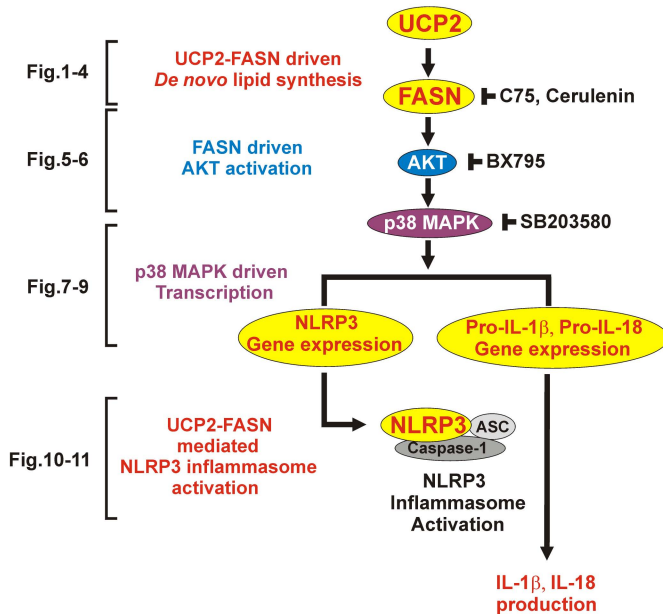 UCP2
Fig.1-4
UCP2-FASN driven
De novo lipid synthesis
FASN
C75, Cerulenin
Fig.5-6
FASN driven
AKT activation
AKT
BX795
p38 MAPK
SB203580
Fig.7-9
p38 MAPK driven
Transcription
NLRP3
Gene expression
Pro-IL-1β, Pro-IL-18
Gene expression
Fig.10-11
UCP2-FASN
mediated
NLRP3 inflammasome
activation
NLRP3
ASC
Caspase-1
NLRP3
Inflammasome
Activation
IL-1β, IL-18
production